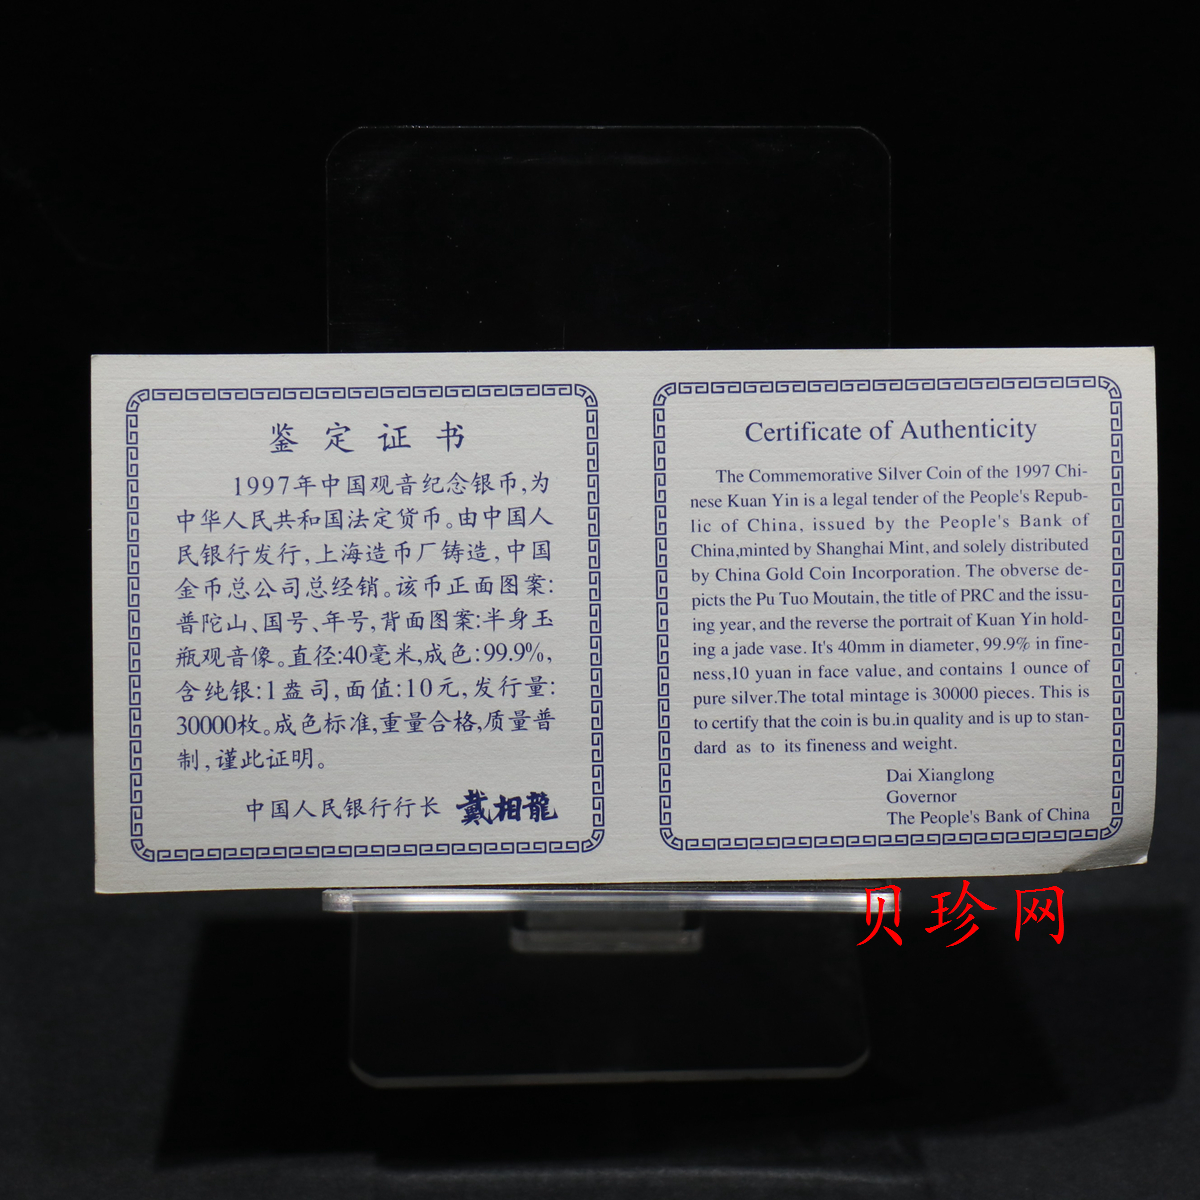 鉴定证书
1997年中国观音纪念银币,为
中华人民共和国法定货币。由中国人
民银行发行,上海造币厂铸造,中国
金币总公司总经销。该币正面图案:
普陀山、国号、年号,背面图案:半身玉
瓶观音像。直径:40毫米,成色:99.9%,
含纯银:1盎司,面值:10元,发行量:
30000枚。成色标准,重量合格,质量普
制,谨此证明。
中国人民银行行长 戴相龍
Certificate of Authenticity
The Commemorative Silver Coin of the 1997 Chi-
nese Kuan Yin is a legal tender of the People's Repub-
lic of China, issued by the People's Bank of
China,minted by Shanghai Mint, and solely distributed
by China Gold Coin Incorporation. The obverse de-
picts the Pu Tuo Moutain, the title of PRC and the issu-
ing year, and the reverse the portrait of Kuan Yin hold-
ing a jade vase. It's 40mm in diameter, 99.9% in fine-
ness,10 yuan in face value, and contains 1 ounce of
pure silver.The total mintage is 30000 pieces. This is
to certify that the coin is bu.in quality and is up to stan-
dard as to its fineness and weight.
Dai Xianglong
Governor
The People's Bank of China
贝珍网